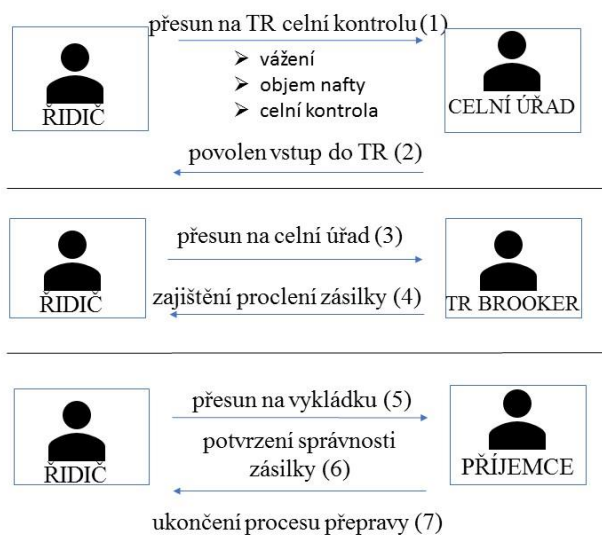 přesun na TR celní kontrolu (1)
➢ vážení
➢ objem nafty
➢ celní kontrola
ŘIDIČ
CELNÍ ÚŘAD
povolen vstup do TR (2)
přesun na celní úřad (3)
ŘIDIČ
zajištění proclení zásilky (4)
TR BROOKER
přesun na vykládku (5)
potvrzení správnosti
zásilky (6)
ŘIDIČ
PŘÍJEMCE
ukončení procesu přepravy (7)